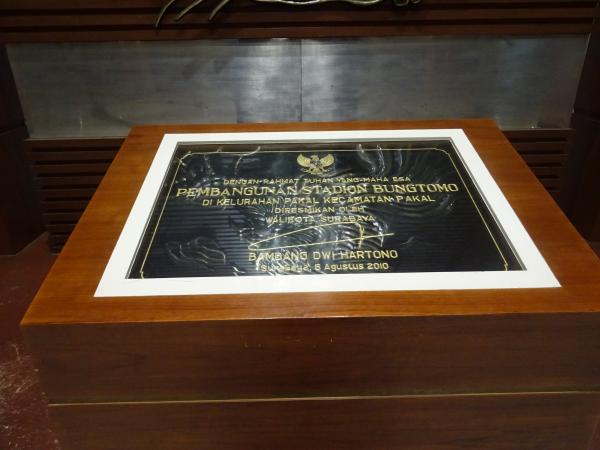 DENGAN RAHMAT TUHAN YANG MAHA ESA
PEMBANGUNAN STADION BUNGTOMO
DI KELURAHAN PAKAL KECAMATAN PAKAL
DIRESMIKAN OLEH
WALIKOTA SURABAYA
BAMBANG DWI HARTONO
Surabaya, 6 Agustus 2010